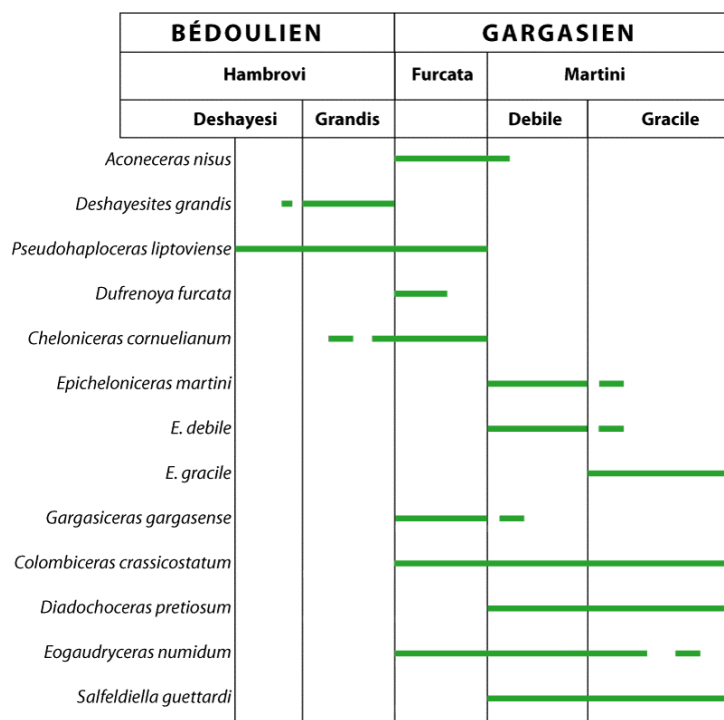 BÉDOULIEN GARGASIEN
Hambrovi Furcata Martini
Deshayesi Grandis Debile Gracile
Aconeceras nisus
Deshayesites grandis
Pseudohaploceras liptoviense
Dufrenoya furcata
Cheloniceras cornuelianum
Epicheloniceras martini
E. debile
E. gracile
Gargasiceras gargasense
Colombiceras crassicostatum
Diadochoceras pretiosum
Eogaudryceras numidum
Salfeldiella guettardi